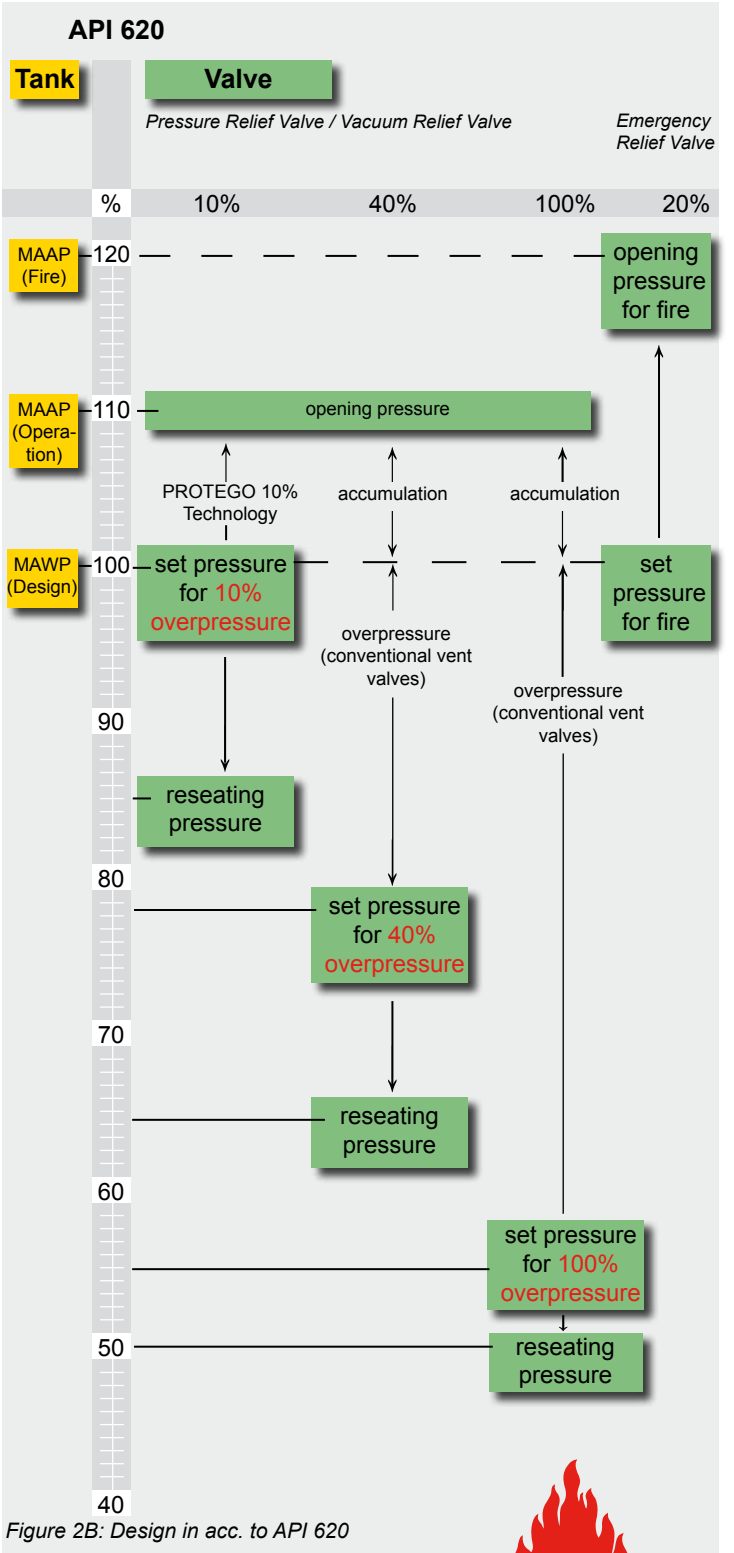 API 620
Tank
Valve
Pressure Relief Valve / Vacuum Relief Valve
Emergency
Relief Valve
% 10% 40% 100% 20%
MAAP
(Fire)
120
opening
pressure
for fire
MAAP
(Opera-
tion)
110
opening pressure
PROTEGO 10%
Technology
accumulation
accumulation
MAWP
(Design)
100
set pressure
for 10%
overpressure
set
pressure
for fire
overpressure
(conventional vent
valves)
overpressure
(conventional vent
valves)
90
reseating
pressure
80
set pressure
for 40%
overpressure
70
reseating
pressure
60
set pressure
for 100%
overpressure
50
reseating
pressure
40
Figure 2B: Design in acc. to API 620